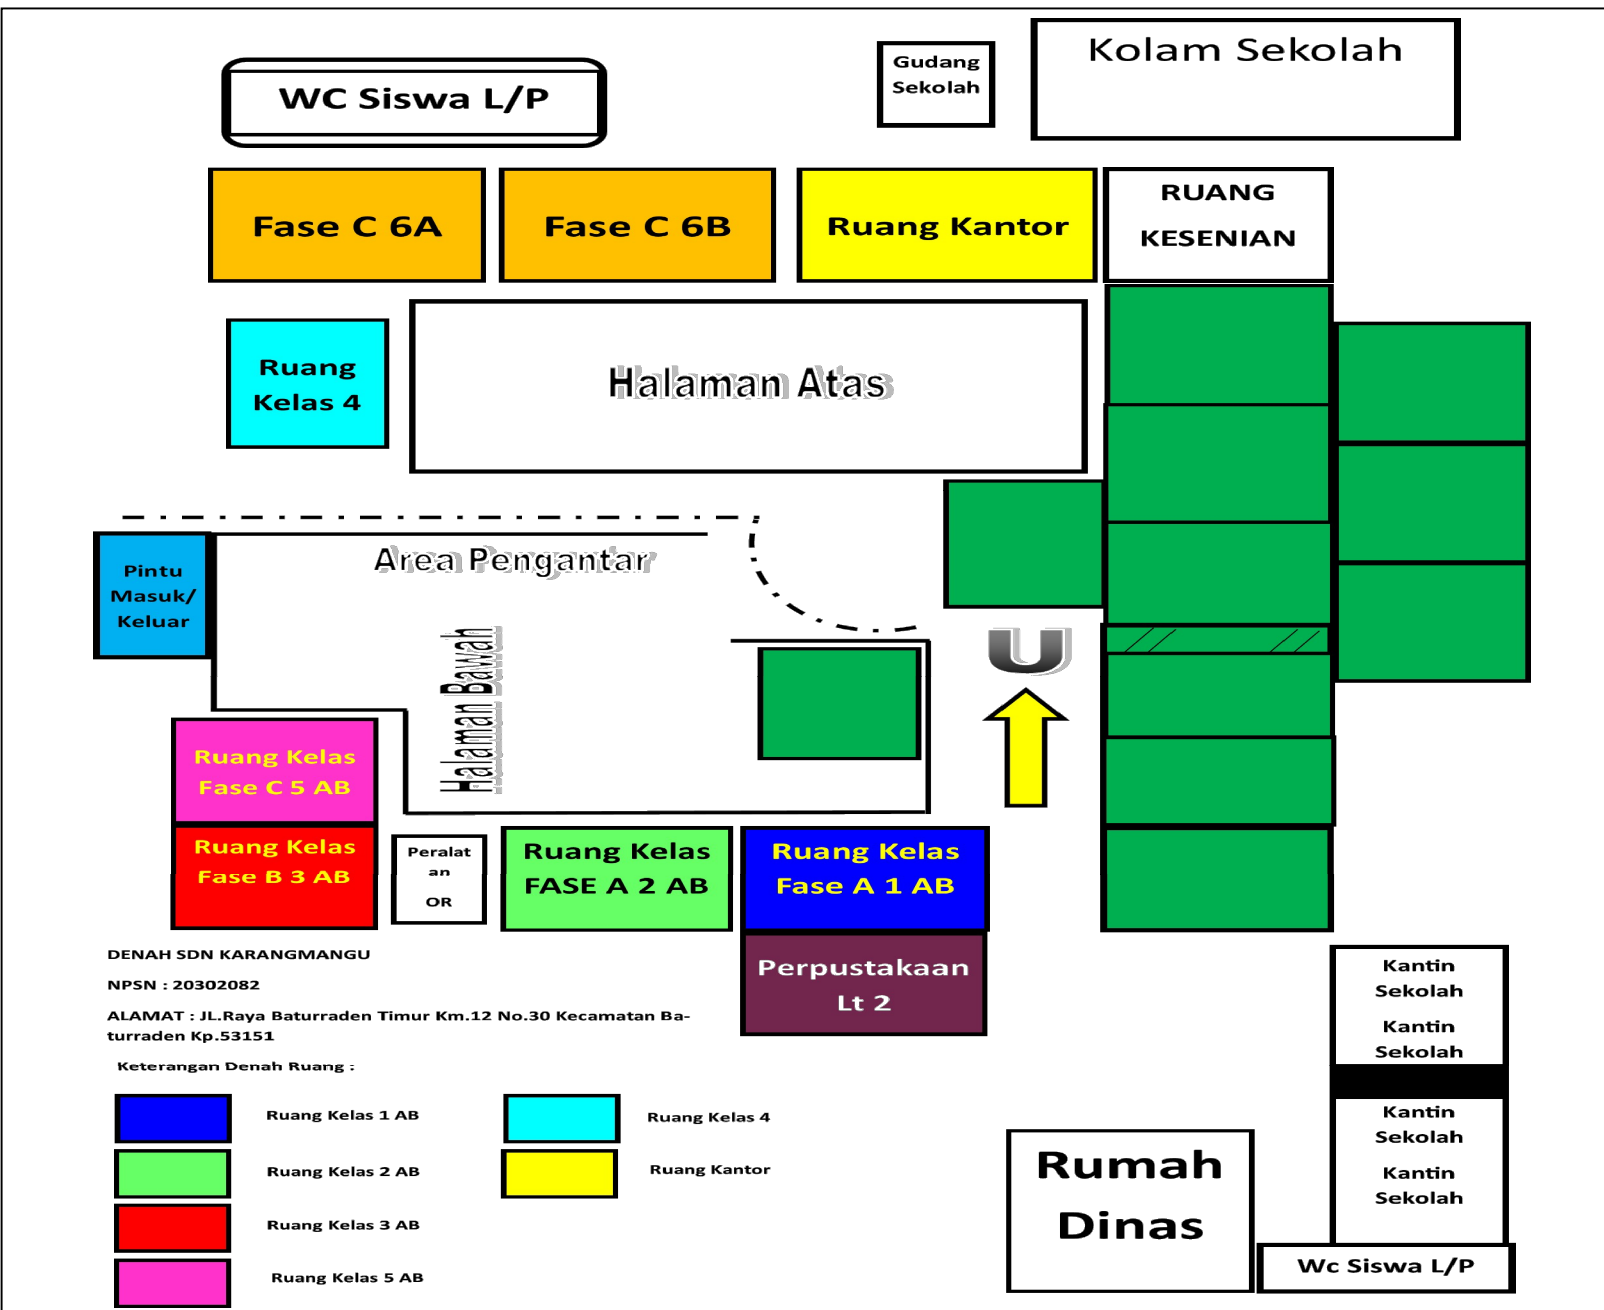 WC Siswa L/P
Gudang
Sekolah
Kolam Sekolah
Fase C 6A
Fase C 6B
Ruang Kantor
RUANG
KESENIAN
Ruang
Kelas 4
Halaman Atas
Area Pengantar
Pintu
Masuk/
Keluar
Halaman Bawah
U
Ruang Kelas
Fase C 5 AB
Ruang Kelas
Fase B 3 AB
Peralat
an
OR
Ruang Kelas
FASE A 2 AB
Ruang Kelas
Fase A 1 AB
Perpustakaan
Lt 2
DENAH SDN KARANGMANGU
NPSN : 20302082
ALAMAT : JL.Raya Baturraden Timur Km.12 No.30 Kecamatan Ba-
turraden Kp.53151
Keterangan Denah Ruang :
Ruang Kelas 1 AB
Ruang Kelas 2 AB
Ruang Kelas 3 AB
Ruang Kelas 5 AB
Ruang Kelas 4
Ruang Kantor
Kantin
Sekolah
Kantin
Sekolah
Kantin
Sekolah
Kantin
Sekolah
Rumah
Dinas
Wc Siswa L/P